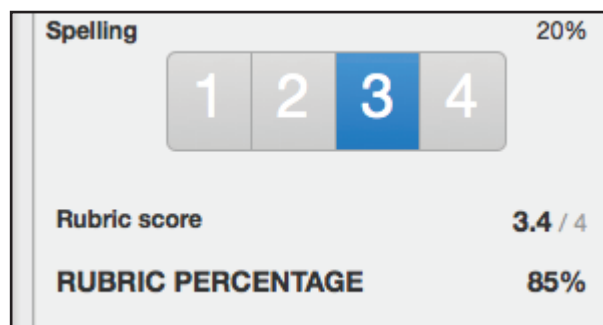 Spelling 20%
1 2 3 4
Rubric score 3.4 / 4
RUBRIC PERCENTAGE 85%